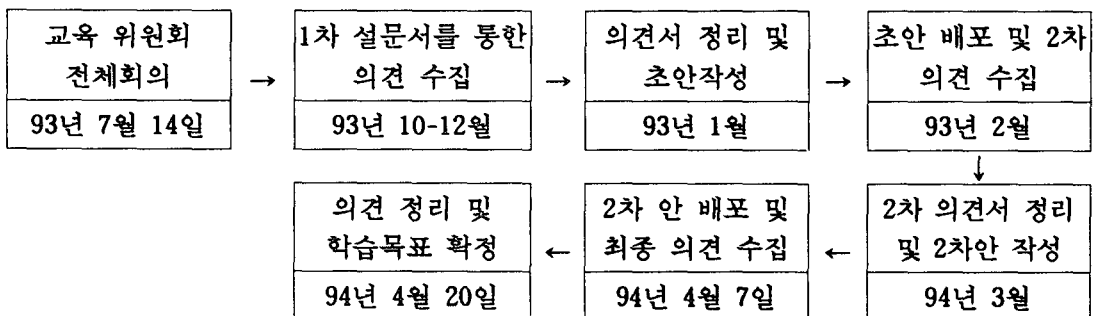 교육 위원회
전체회의
93년 7월 14일
→
1차 설문서를 통한
의견 수집
93년 10-12월
→
의견서 정리 및
초안작성
93년 1월
→
초안 배포 및 2차
의견 수집
93년 2월
↓
2차 의견서 정리
및 2차안 작성
94년 3월
←
2차 안 배포 및
최종 의견 수집
94년 4월 7일
←
의견 정리 및
학습목표 확정
94년 4월 20일